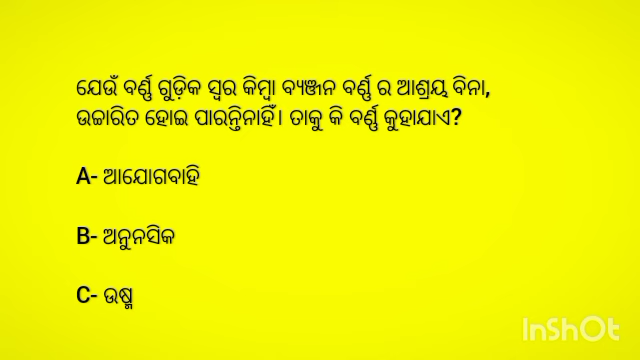 ଯେଉଁ ବର୍ଣ୍ଣ ଗୁଡ଼ିକ ସ୍ୱର କିମ୍ବା ବ୍ୟଞ୍ଜନ ବର୍ଣ୍ଣ ର ଆଶ୍ରୟ ବିନା,
ଉଚ୍ଚାରିତ ହୋଇ ପାରନ୍ତିନାହିଁ। ତାକୁ କି ବର୍ଣ୍ଣ କୁହାଯାଏ?
A- ଆଯୋଗବାହି
B- ଅନୁନସିକ
C- ଉଷ୍ମ
InShOt